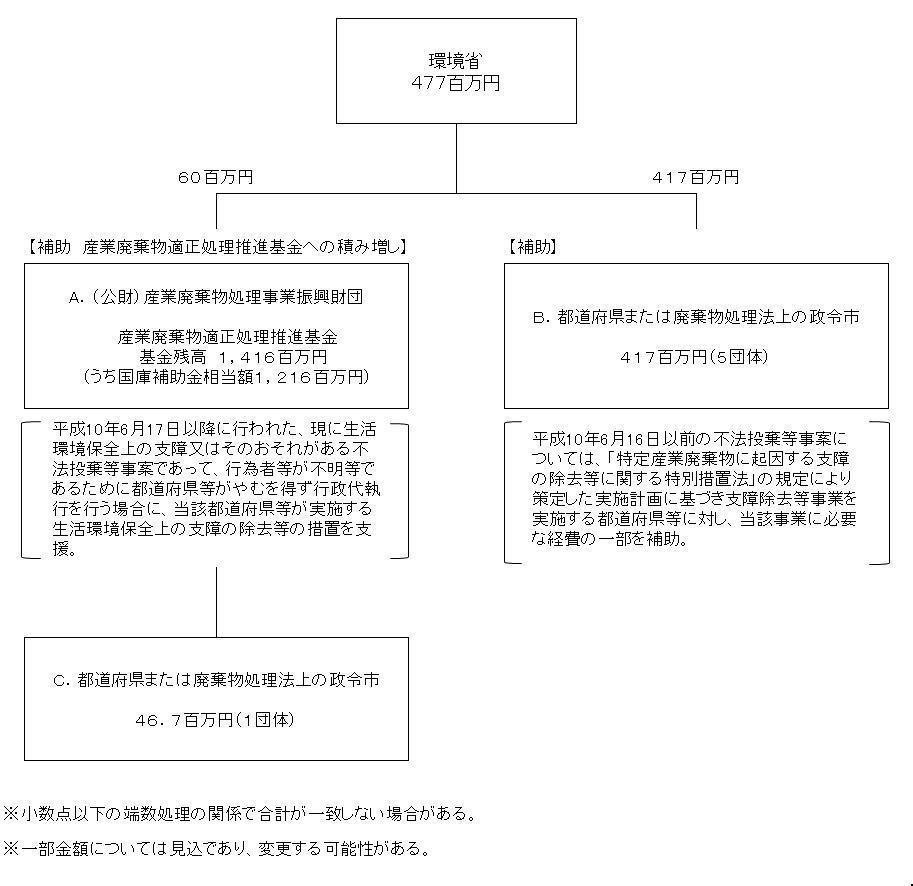 環境省
477百万円
60百万円
417百万円
【補助 産業廃棄物適正処理推進基金への積み増し】
A.（公財）産業廃棄物処理事業振興財団
産業廃棄物適正処理推進基金
基金残高 1,416百万円
（うち国庫補助金相当額1,216百万円）
平成10年6月17日以降に行われた、現に生活
環境保全上の支障又はそのおそれがある不
法投棄等事案であって、行為者等が不明等で
あるために都道府県等がやむを得ず行政代執
行を行う場合に、当該都道府県等が実施する
生活環境保全上の支障の除去等の措置を支
援。
C.都道府県または廃棄物処理法上の政令市
46.7百万円（1団体）
【補助】
B.都道府県または廃棄物処理法上の政令市
417百万円（5団体）
平成10年6月16日以前の不法投棄等事案に
ついては、「特定産業廃棄物に起因する支障
の除去等に関する特別措置法」の規定により
策定した実施計画に基づき支障除去等事業を
実施する都道府県等に対し、当該事業に必要
な経費の一部を補助。
※小数点以下の端数処理の関係で合計が一致しない場合がある。
※一部金額については見込であり、変更する可能性がある。